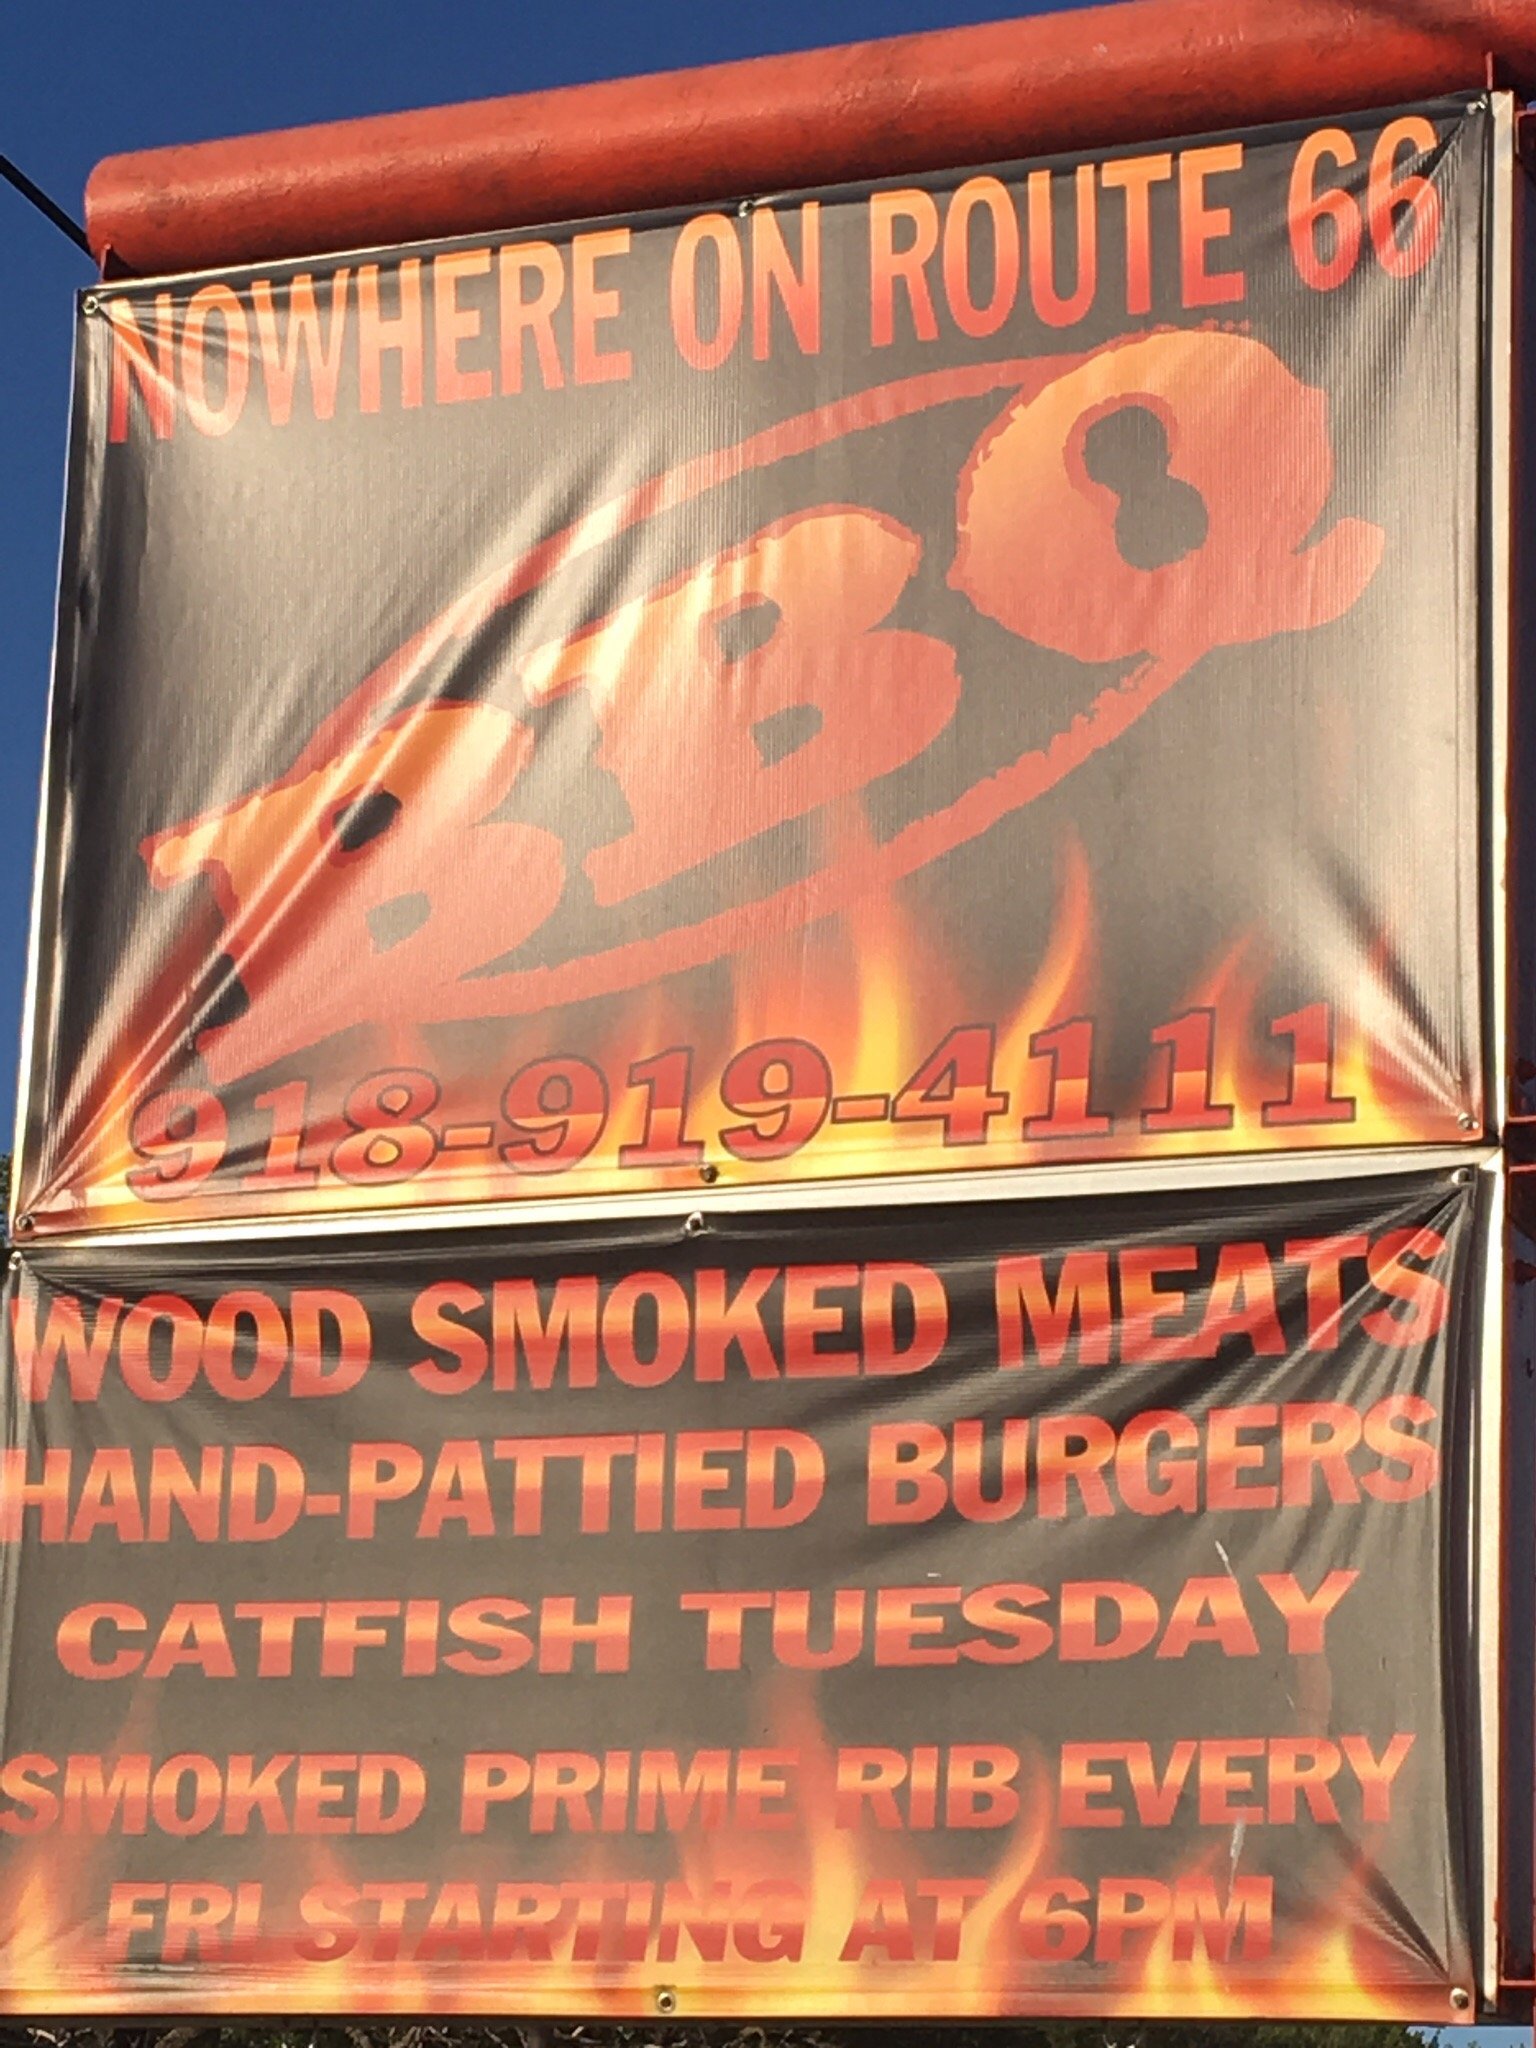 NOWHERE ON ROUTE 66
BBQ
918-919-4111
WOOD SMOKED MEATS
HAND-PATTIED BURGERS
CATFISH TUESDAY
SMOKED PRIME RIB EVERY
FRI STARTING AT 6PM